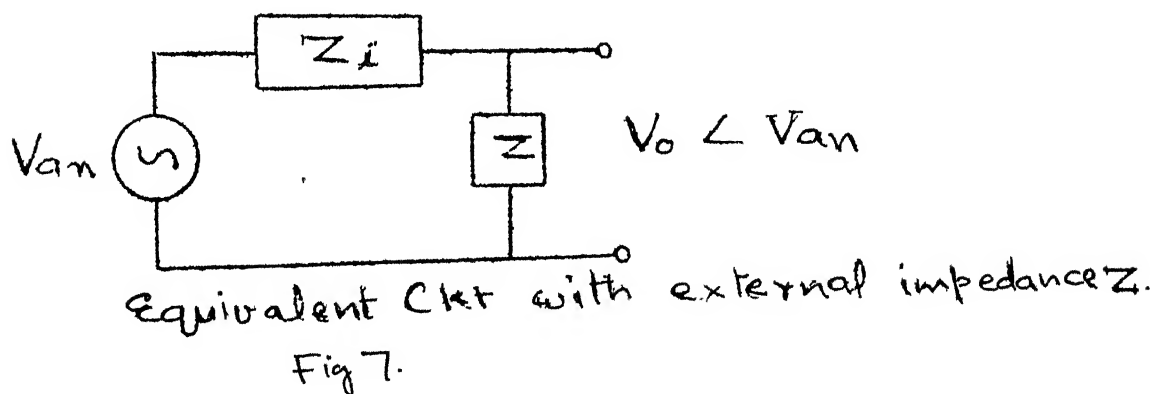 Zi
Van
Z
Vo < Van
Equivalent Ckt with external impedance Z.
Fig 7.